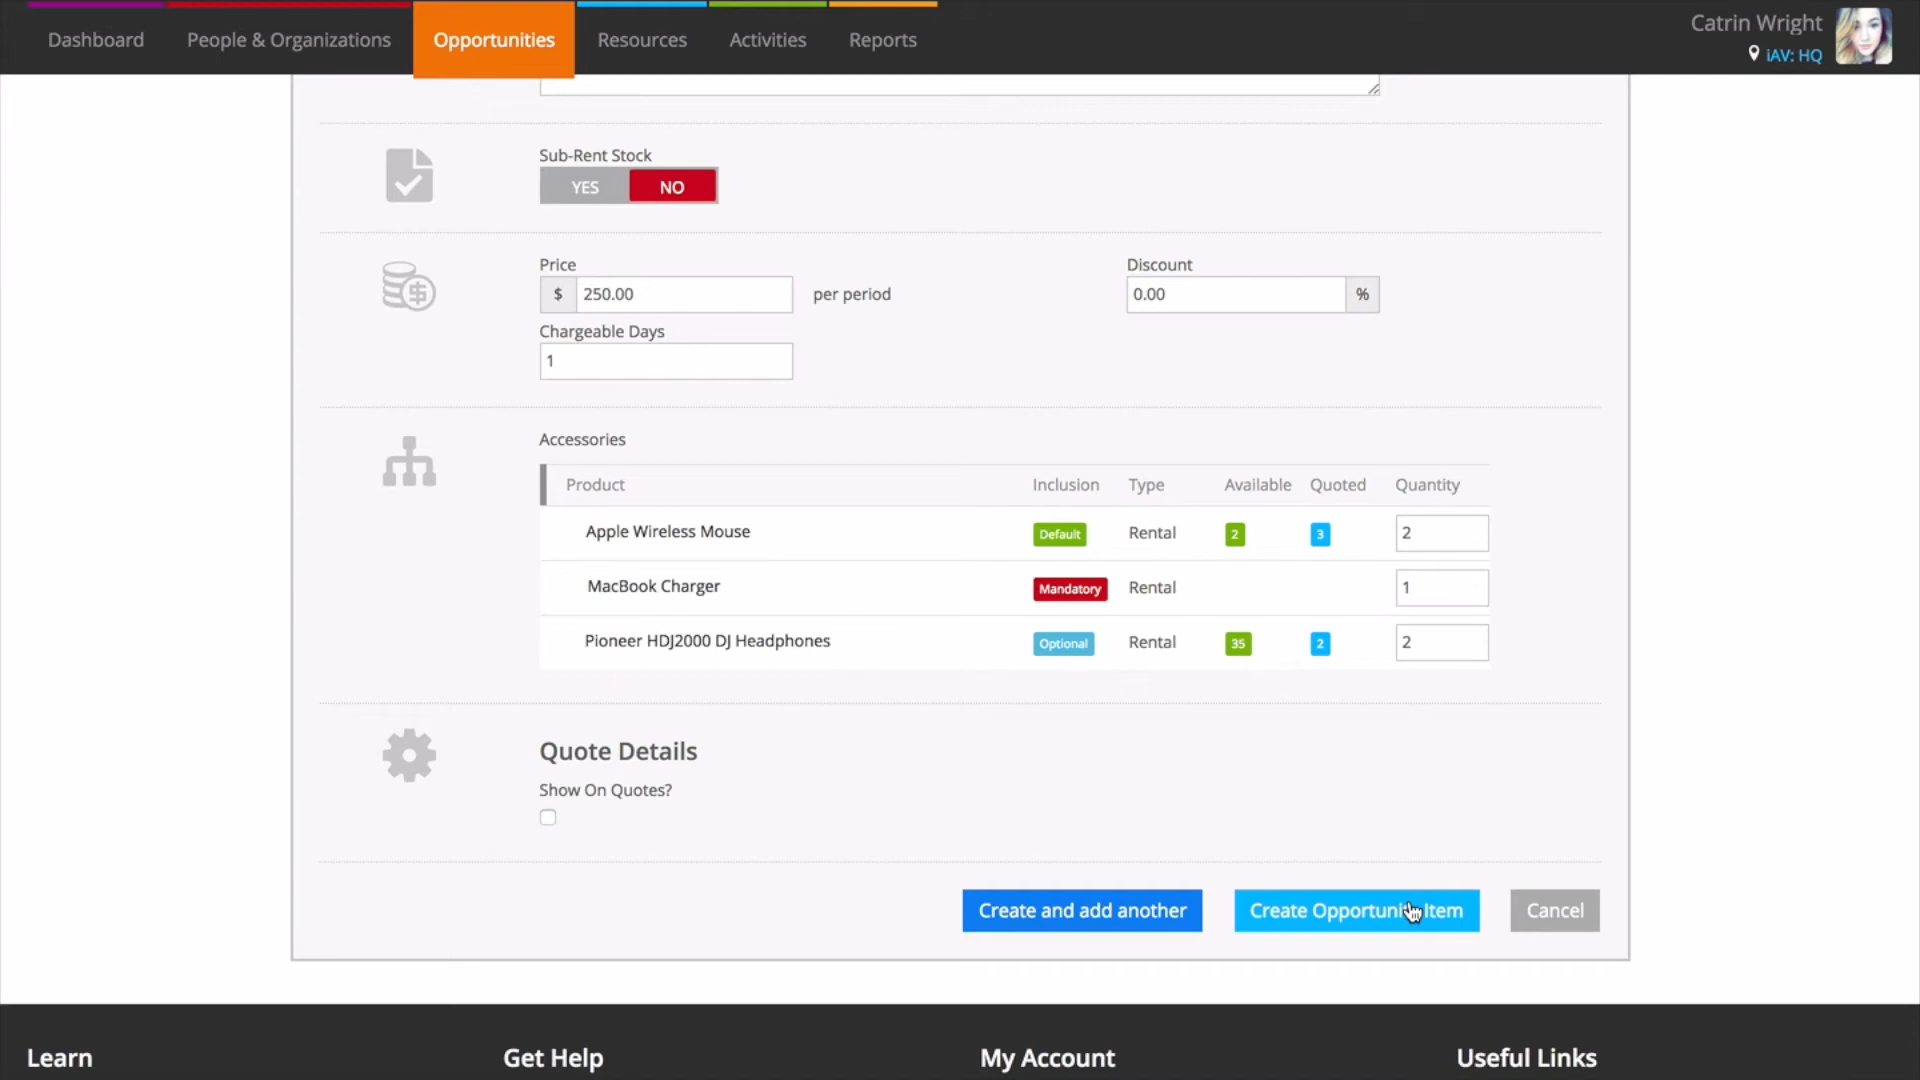 Dashboard People & Organizations Opportunities Resources Activities Reports
Catrin Wright
iAV: HQ
Sub-Rent Stock
YES NO
Price Discount
$ 250.00 per period 0.00 %
Chargeable Days
1
Accessories
Product Inclusion Type Available Quoted Quantity
Apple Wireless Mouse Default Rental 2 3 2
MacBook Charger Mandatory Rental 1
Pioneer HDJ2000 DJ Headphones Optional Rental 35 2 2
Quote Details
Show On Quotes?
Create and add another Create Opportunity Item Cancel
Learn Get Help My Account Useful Links